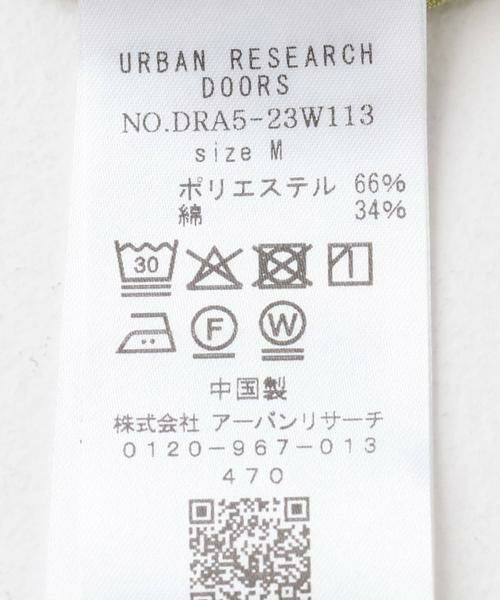 URBAN RESEARCH
DOORS
NO.DRA5-23W113
size M
ポリエステル 66%
綿 34%
30
F W
中国製
株式会社 アーバンリサーチ
0120-967-013
470